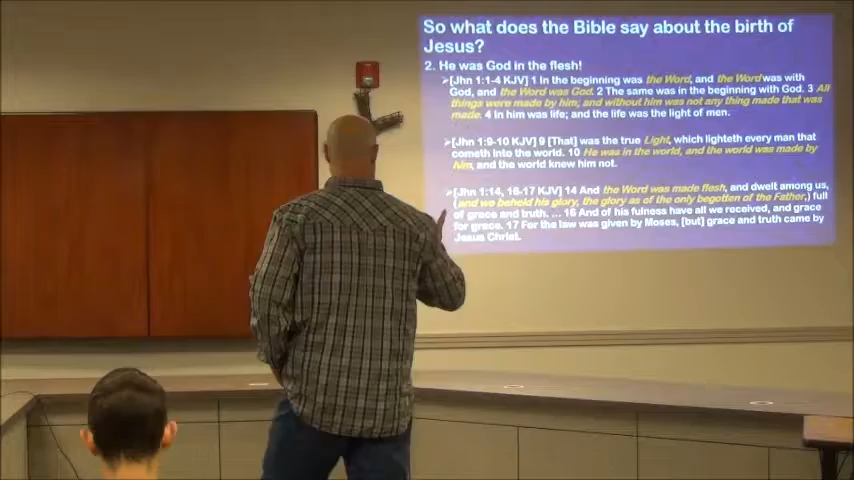 So what does the Bible say about the birth of
Jesus?
2. He was God in the flesh!
➢[Jhn 1:1-4 KJV] 1 In the beginning was the Word, and the Word was with
God, and the Word was God. 2 The same was in the beginning with God. 3 All
things were made by him; and without him was not any thing made that was
made. 4 In him was life; and the life was the light of men.
➢[Jhn 1:9-10 KJV] 9 [That] was the true Light, which lighteth every man that
cometh into the world. 10 He was in the world, and the world was made by
him, and the world knew him not.
➢[Jhn 1:14, 16-17 KJV] 14 And the Word was made flesh, and dwelt among us,
(and we beheld his glory, the glory as of the only begotten of the Father,) full
of grace and truth. ... 16 And of his fulness have all we received, and grace
for grace. 17 For the law was given by Moses, [but] grace and truth came by
Jesus Christ.